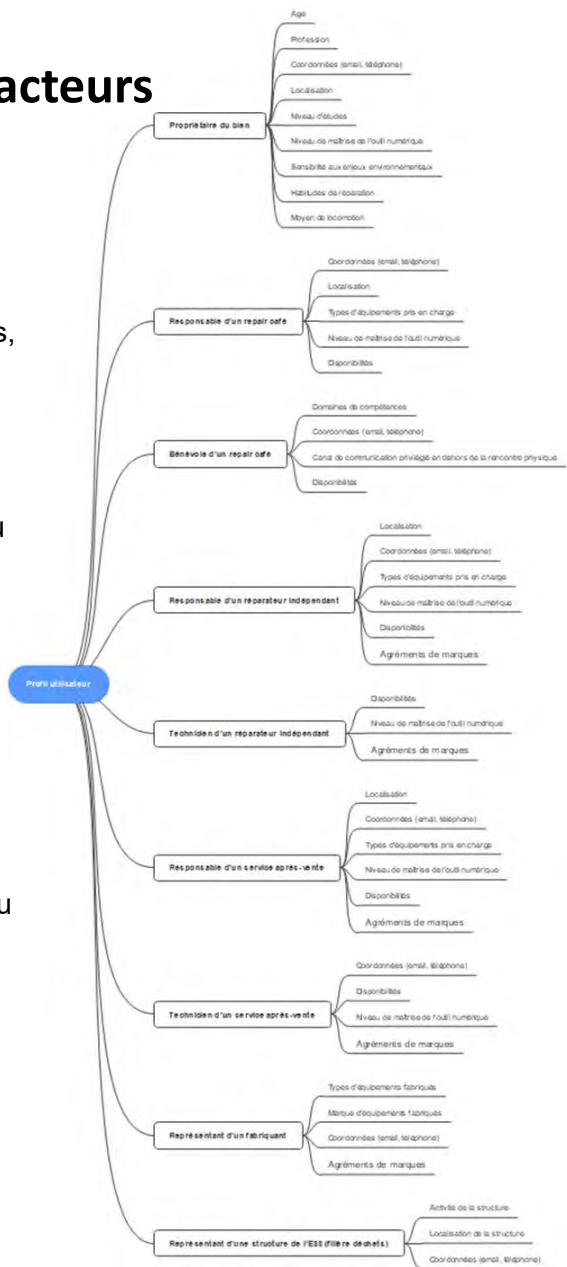 acteurs
s,
u
u
Profil utilisateur
Propriétaire du bien
Age
Profession
Coordonnées (email, téléphone)
Localisation
Niveau d'études
Niveau de maîtrise de l'outil numérique
Sensibilité aux enjeux environnementaux
Habitudes de réparation
Moyen de locomotion
Responsable d'un repair café
Coordonnées (email, téléphone)
Localisation
Types d'équipements pris en charge
Niveau de maîtrise de l'outil numérique
Disponibilités
Bénévole d'un repair café
Domaines de compétences
Coordonnées (email, téléphone)
Canal de communication privilégié en dehors de la rencontre physique
Disponibilités
Responsable d'un réparateur indépendant
Localisation
Coordonnées (email, téléphone)
Types d'équipements pris en charge
Niveau de maîtrise de l'outil numérique
Disponibilités
Agréments de marques
Technicien d'un réparateur indépendant
Disponibilités
Niveau de maîtrise de l'outil numérique
Agréments de marques
Responsable d'un service après-vente
Localisation
Coordonnées (email, téléphone)
Types d'équipements pris en charge
Niveau de maîtrise de l'outil numérique
Disponibilités
Agréments de marques
Technicien d'un service après-vente
Coordonnées (email, téléphone)
Disponibilités
Niveau de maîtrise de l'outil numérique
Agréments de marques
Représentant d'un fabriquant
Types d'équipements fabriqués
Marque d'équipements fabriqués
Coordonnées (email, téléphone)
Agréments de marques
Représentant d'une structure de l'ESS (filière déchets)
Activité de la structure
Localisation de la structure
Coordonnées (email, téléphone)